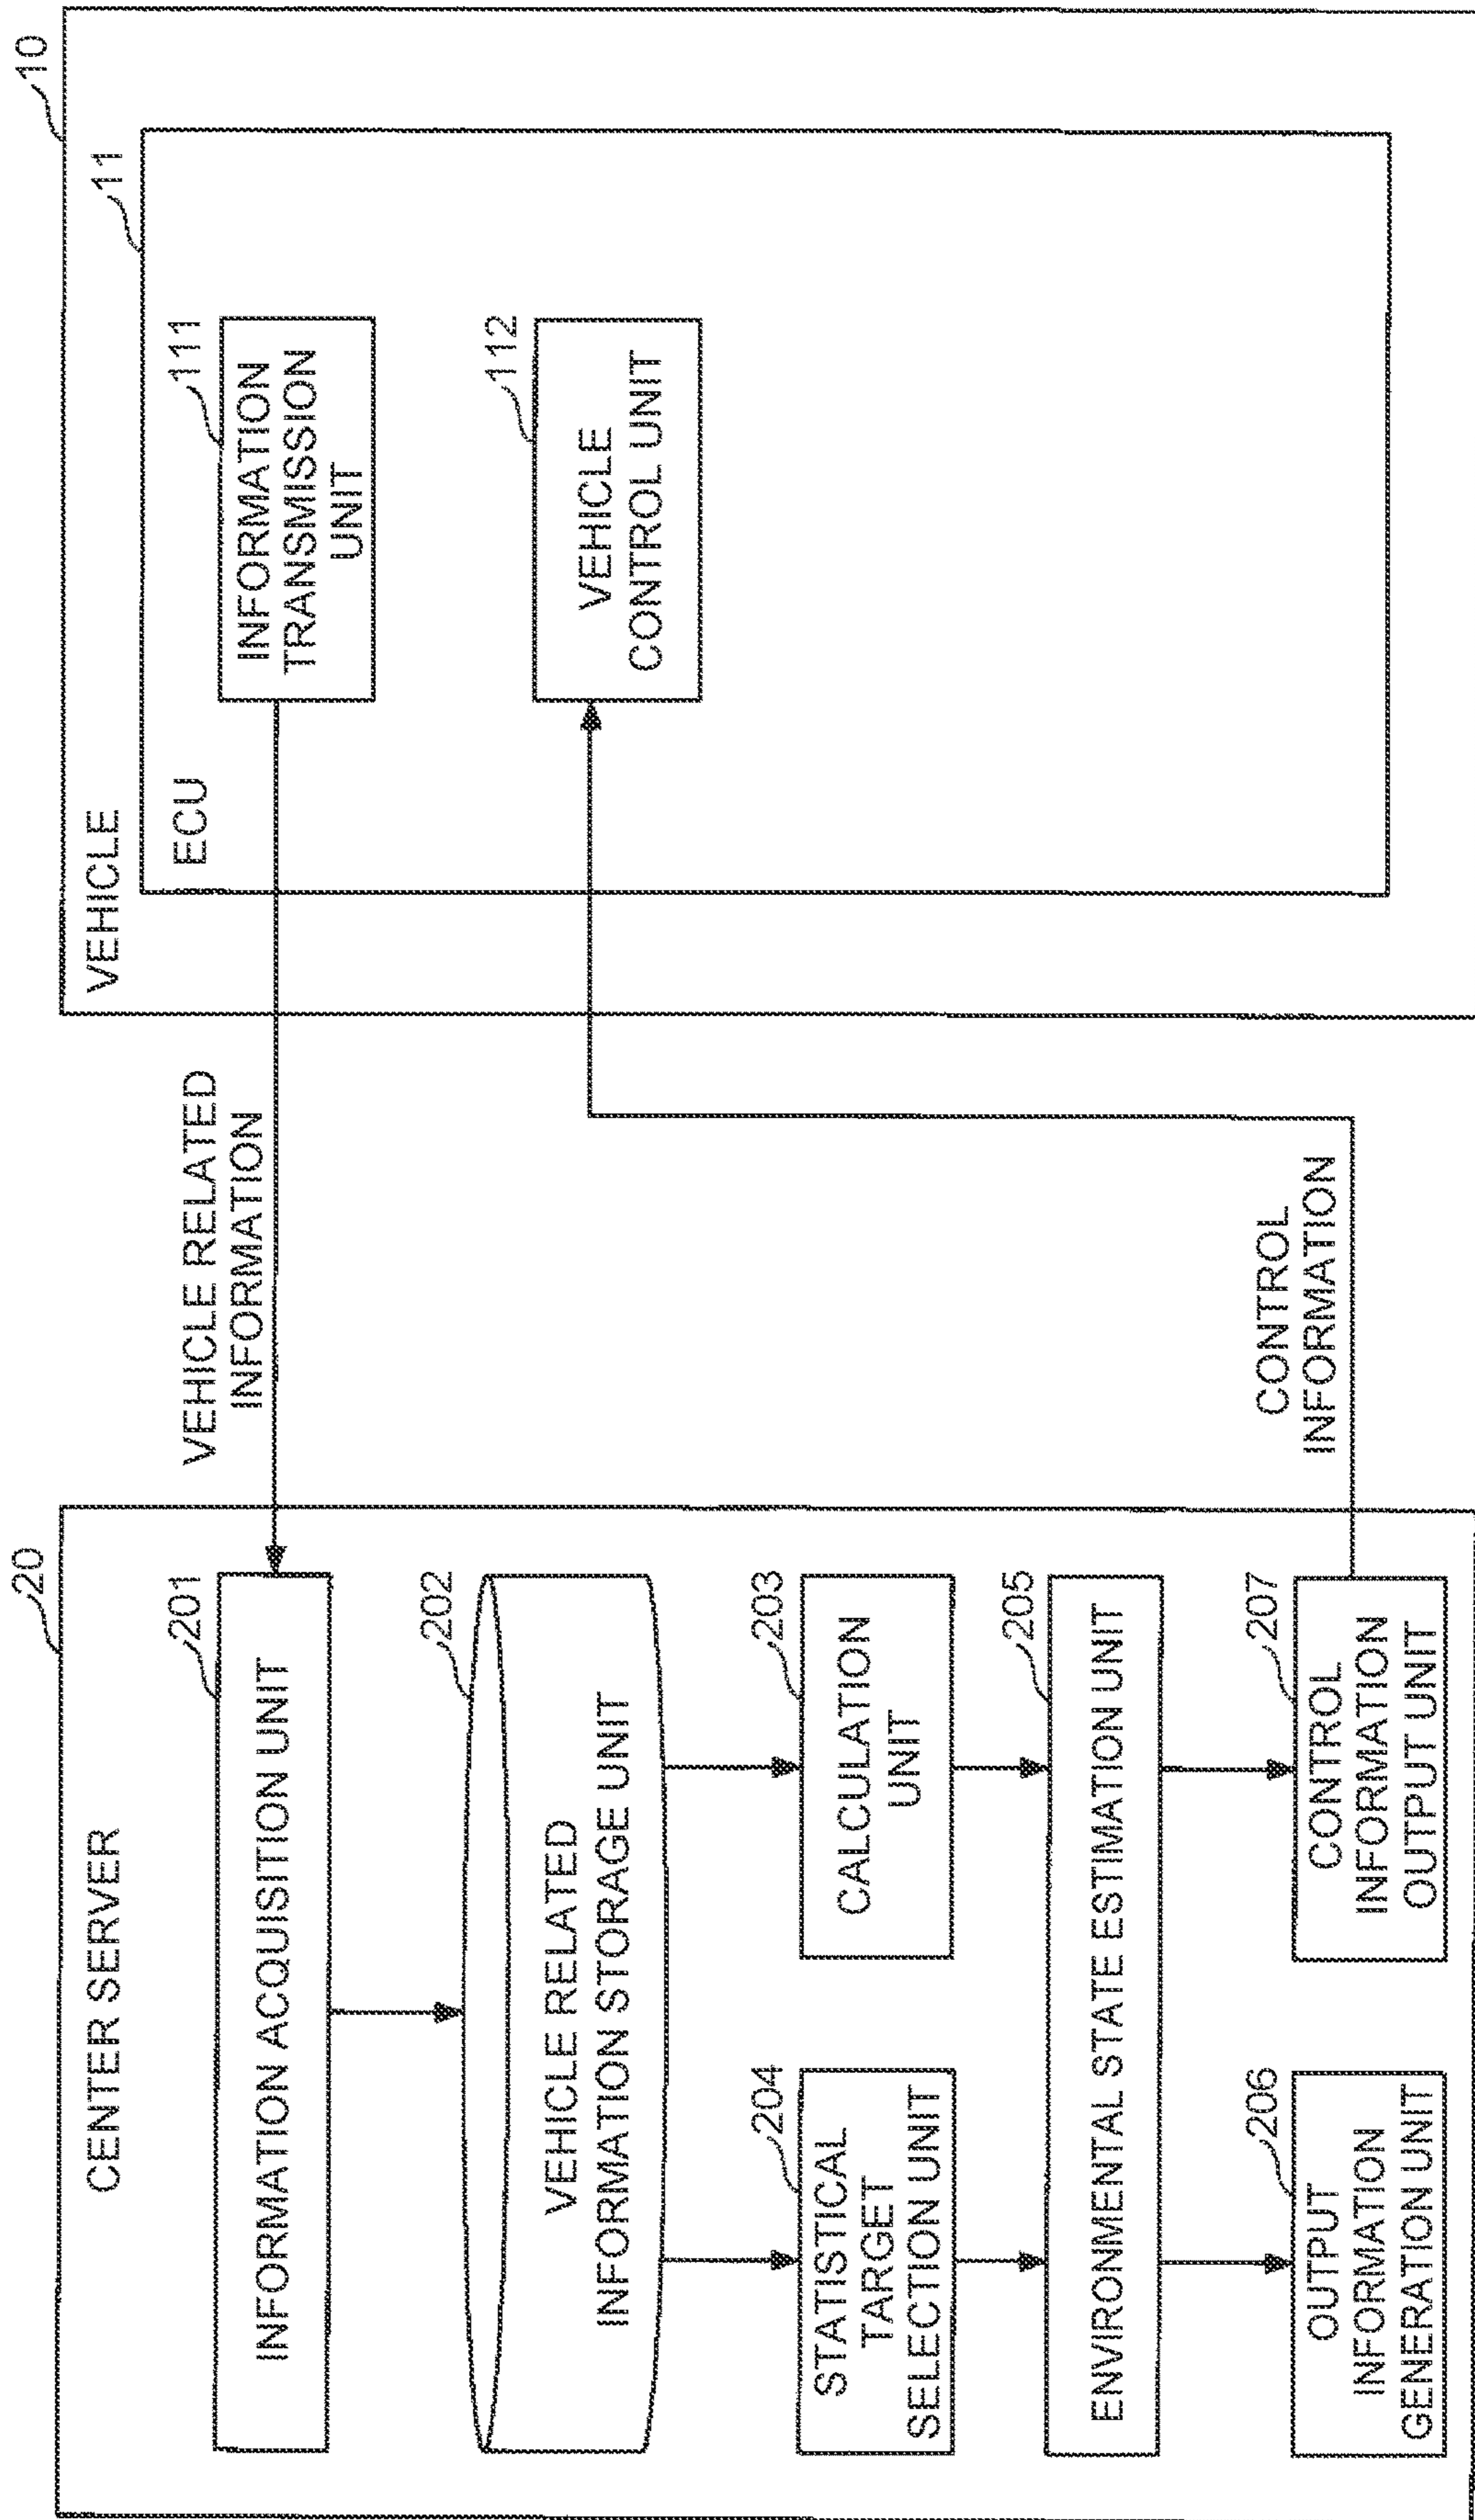 20
CENTER SERVER
201
INFORMATION ACQUISITION UNIT
202
VEHICLE RELATED
INFORMATION STORAGE UNIT
204
STATISTICAL
TARGET
SELECTION UNIT
203
CALCULATION
UNIT
205
ENVIRONMENTAL STATE ESTIMATION UNIT
206
OUTPUT
INFORMATION
GENERATION UNIT
207
CONTROL
INFORMATION
OUTPUT UNIT
VEHICLE RELATED
INFORMATION
CONTROL
INFORMATION
10
VEHICLE
11
ECU
111
INFORMATION
TRANSMISSION
UNIT
112
VEHICLE
CONTROL UNIT